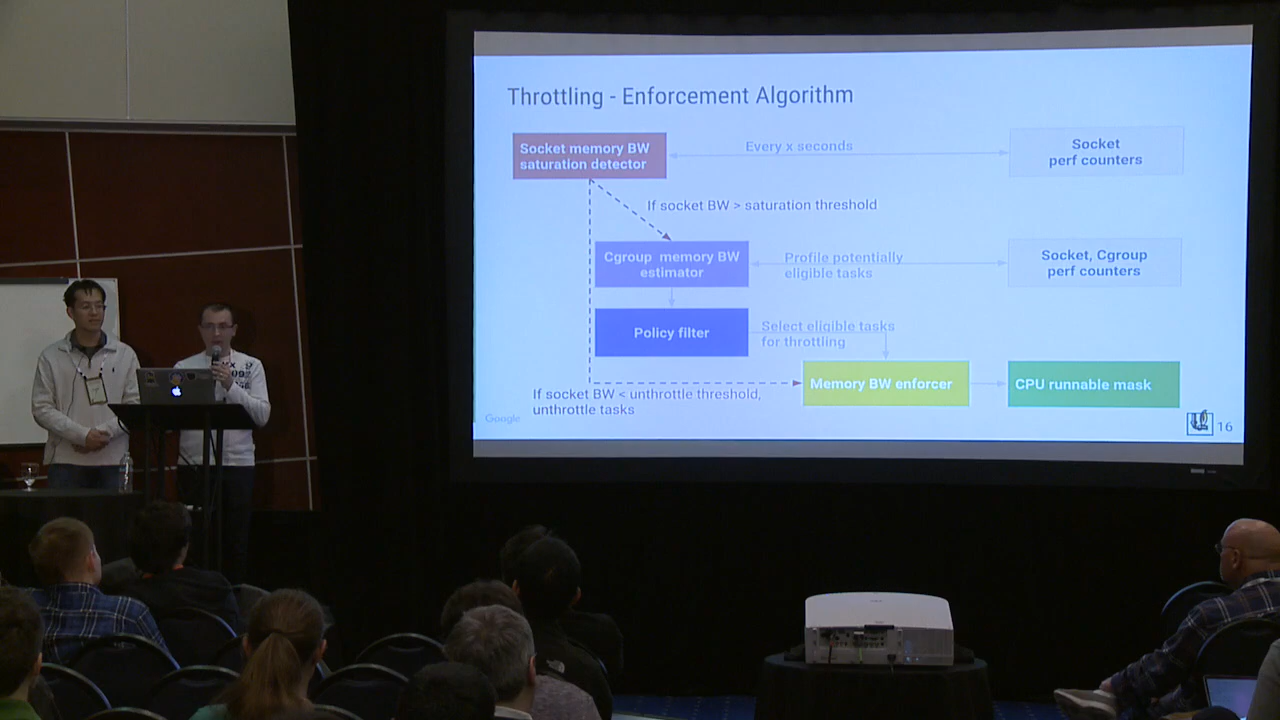 Throttling - Enforcement Algorithm
Socket memory BW
saturation detector
Every x seconds
Socket
perf counters
If socket BW > saturation threshold
Cgroup memory BW
estimator
Profile potentially
eligible tasks
Socket, Cgroup
perf counters
Policy filter
Select eligible tasks
for throttling
Memory BW enforcer
CPU runnable mask
If socket BW < unthrottle threshold,
unthrottle tasks
Google
16